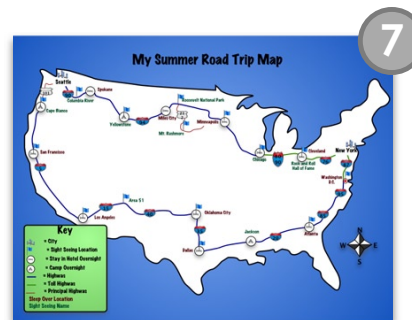 7
My Summer Road Trip Map
Seattle
Spokane
Columbia River
Roosevelt National Park
Cape Blanco
Miles City
Minneapolis
Yellowstone
Mt. Rushmore
New York
Cleveland
San Francisco
Chicago
Rock and Roll
Hall of Fame
Washington
D.C.
Area 51
Los Angeles
Oklahoma City
Jackson
Atlanta
Dallas
Key
= City
= Sight Seeing Location
= Stay in Hotel Overnight
= Camp Overnight
= Highway
= Toll Highway
= Principal Highway
Sleep Over Location
Sight Seeing Name
N
W
E
S